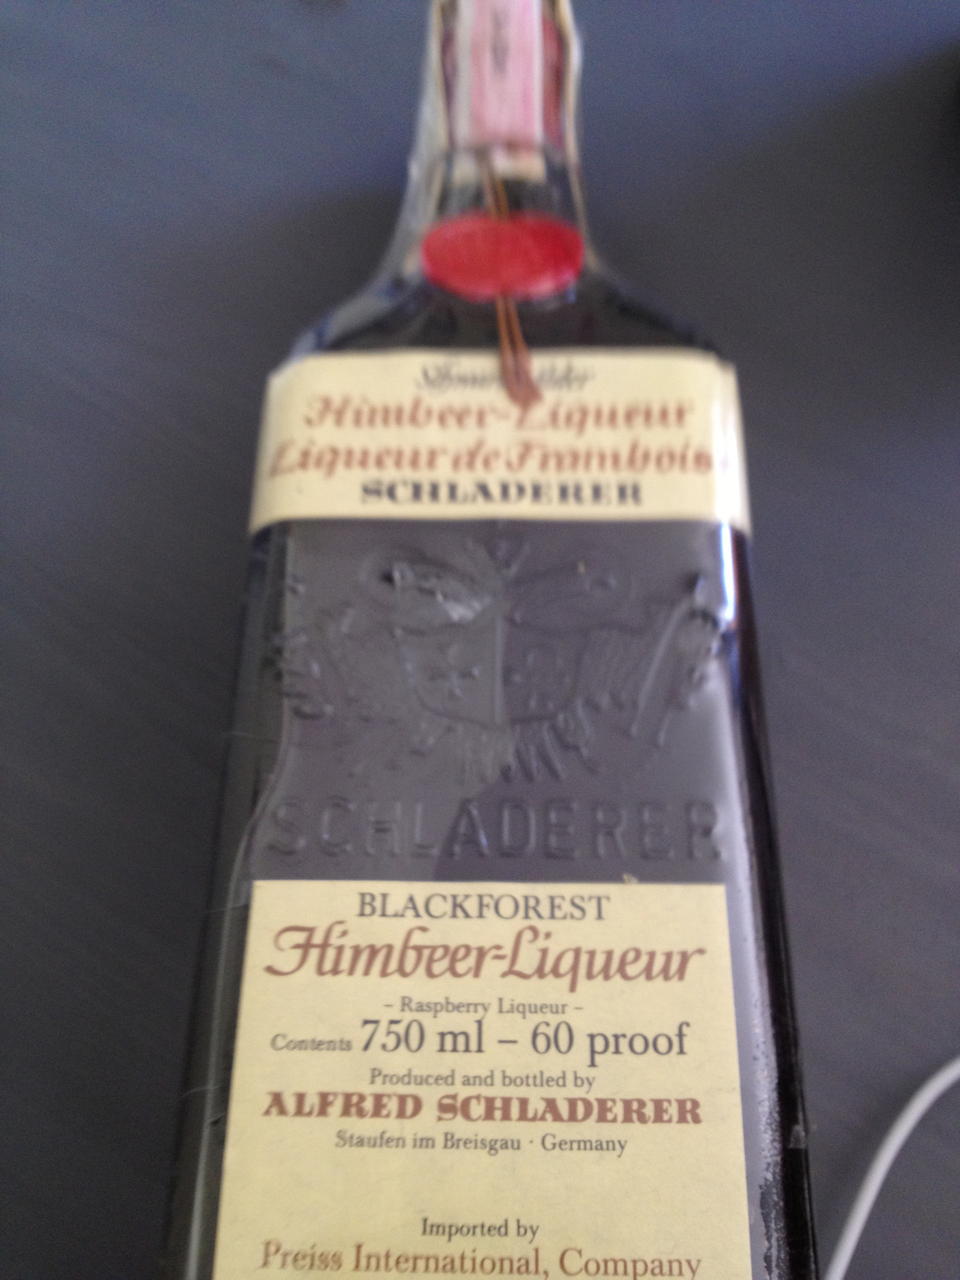 Himbeer-Liqueur
Liqueur de Framboise
SCHLADERER
SCHLADERER
BLACKFOREST
Himbeer-Liqueur
– Raspberry Liqueur –
Contents 750 ml – 60 proof
Produced and bottled by
ALFRED SCHLADERER
Staufen im Breisgau · Germany
Imported by
Preiss International, Company